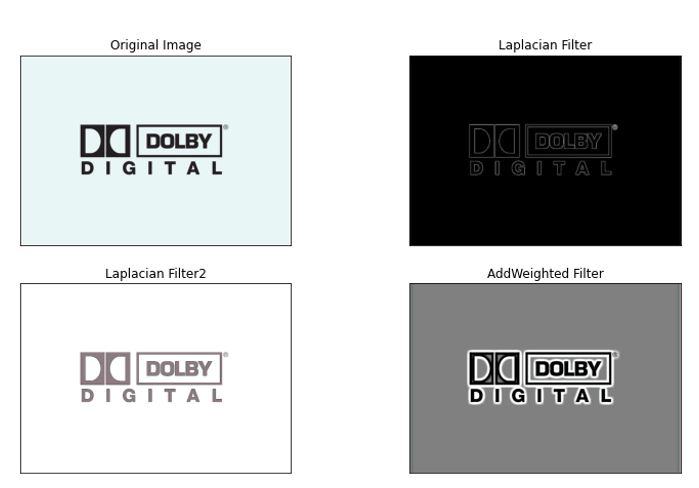 Original Image
DOLBY®
DIGITAL
Laplacian Filter
DOLBY®
DIGITAL
Laplacian Filter2
DOLBY®
DIGITAL
AddWeighted Filter
DOLBY®
DIGITAL